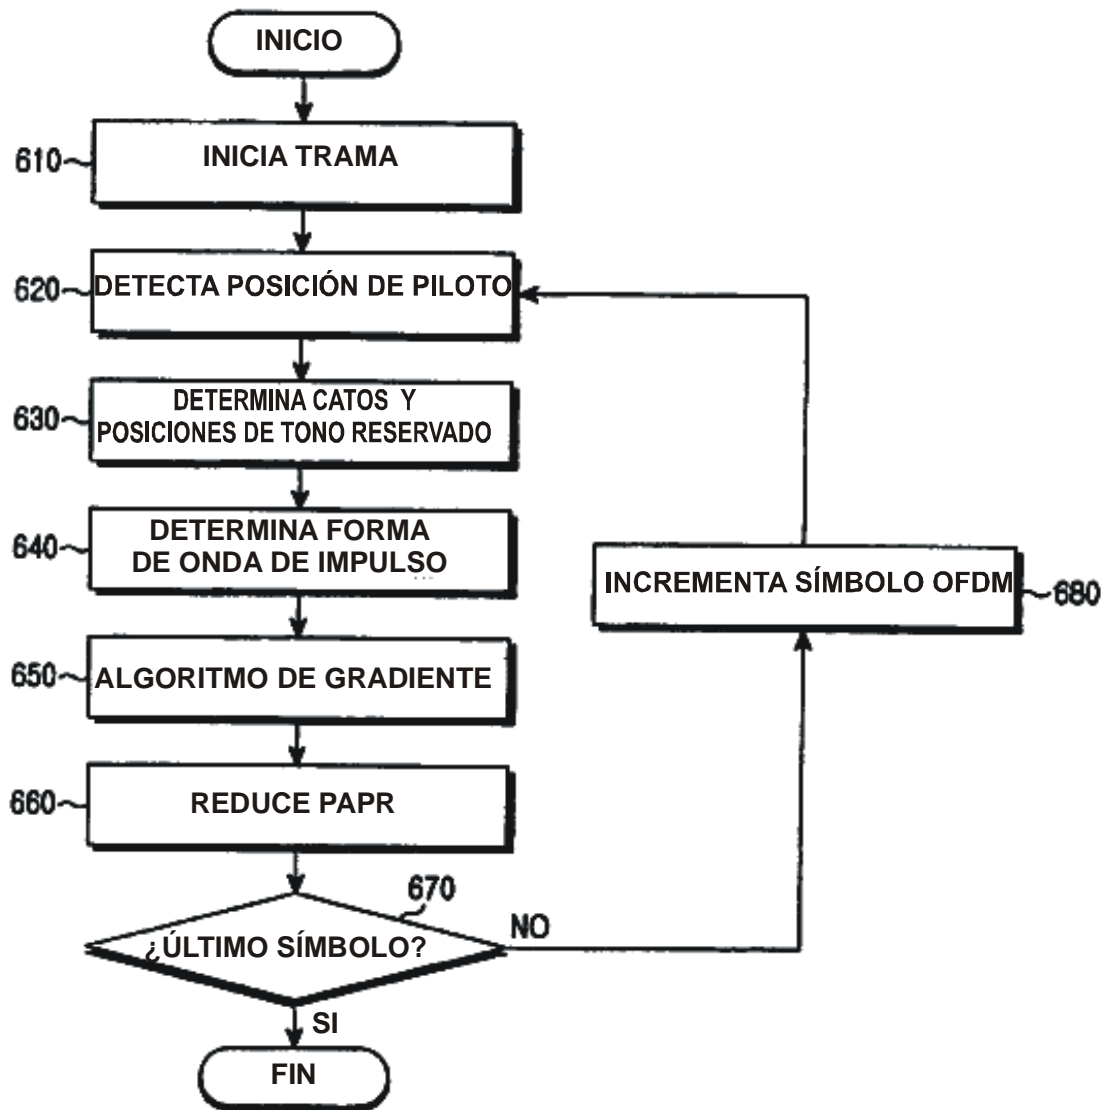 INICIO
610
INICIA TRAMA
620
DETECTA POSICIÓN DE PILOTO
630
DETERMINA CATOS Y
POSICIONES DE TONO RESERVADO
640
DETERMINA FORMA
DE ONDA DE IMPULSO
INCREMENTA SÍMBOLO OFDM
680
650
ALGORITMO DE GRADIENTE
660
REDUCE PAPR
670
¿ÚLTIMO SÍMBOLO?
NO
SI
FIN